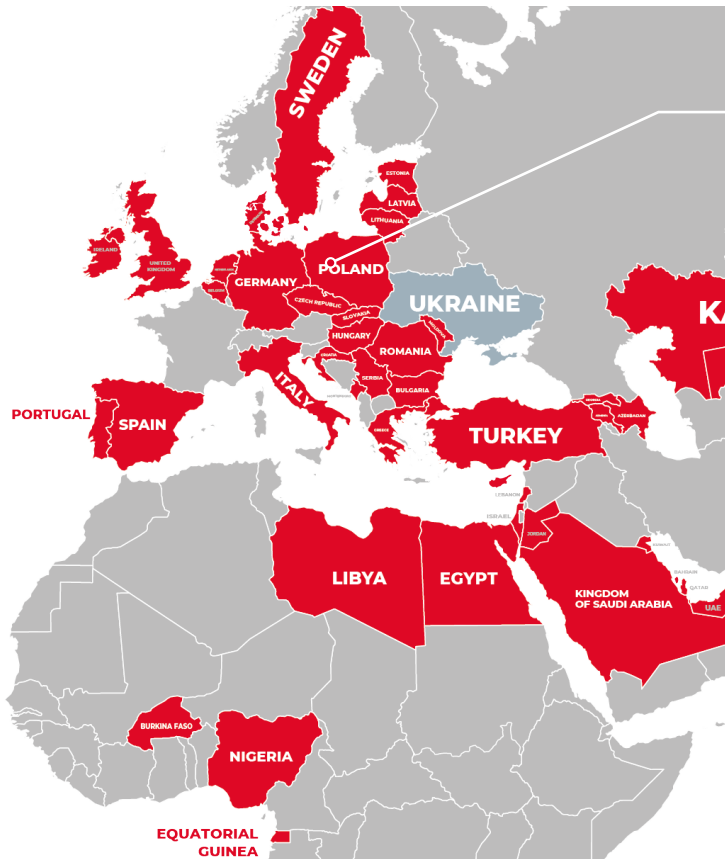 SWEDEN
ESTONIA
LATVIA
LITHUANIA
IRELAND
UNITED
KINGDOM
GERMANY
POLAND
CZECH REPUBLIC
SLOVAKIA
UKRAINE
MOLDOVA
HUNGARY
ROMANIA
CROATIA
SERBIA
BULGARIA
ITALY
KA
PORTUGAL
SPAIN
GREECE
TURKEY
AZERBAIJAN
LEBANON
ISRAEL
JORDAN
KUWAIT
BAHRAIN
QATAR
UAE
LIBYA
EGYPT
KINGDOM
OF SAUDI ARABIA
BURKINA FASO
NIGERIA
EQUATORIAL
GUINEA